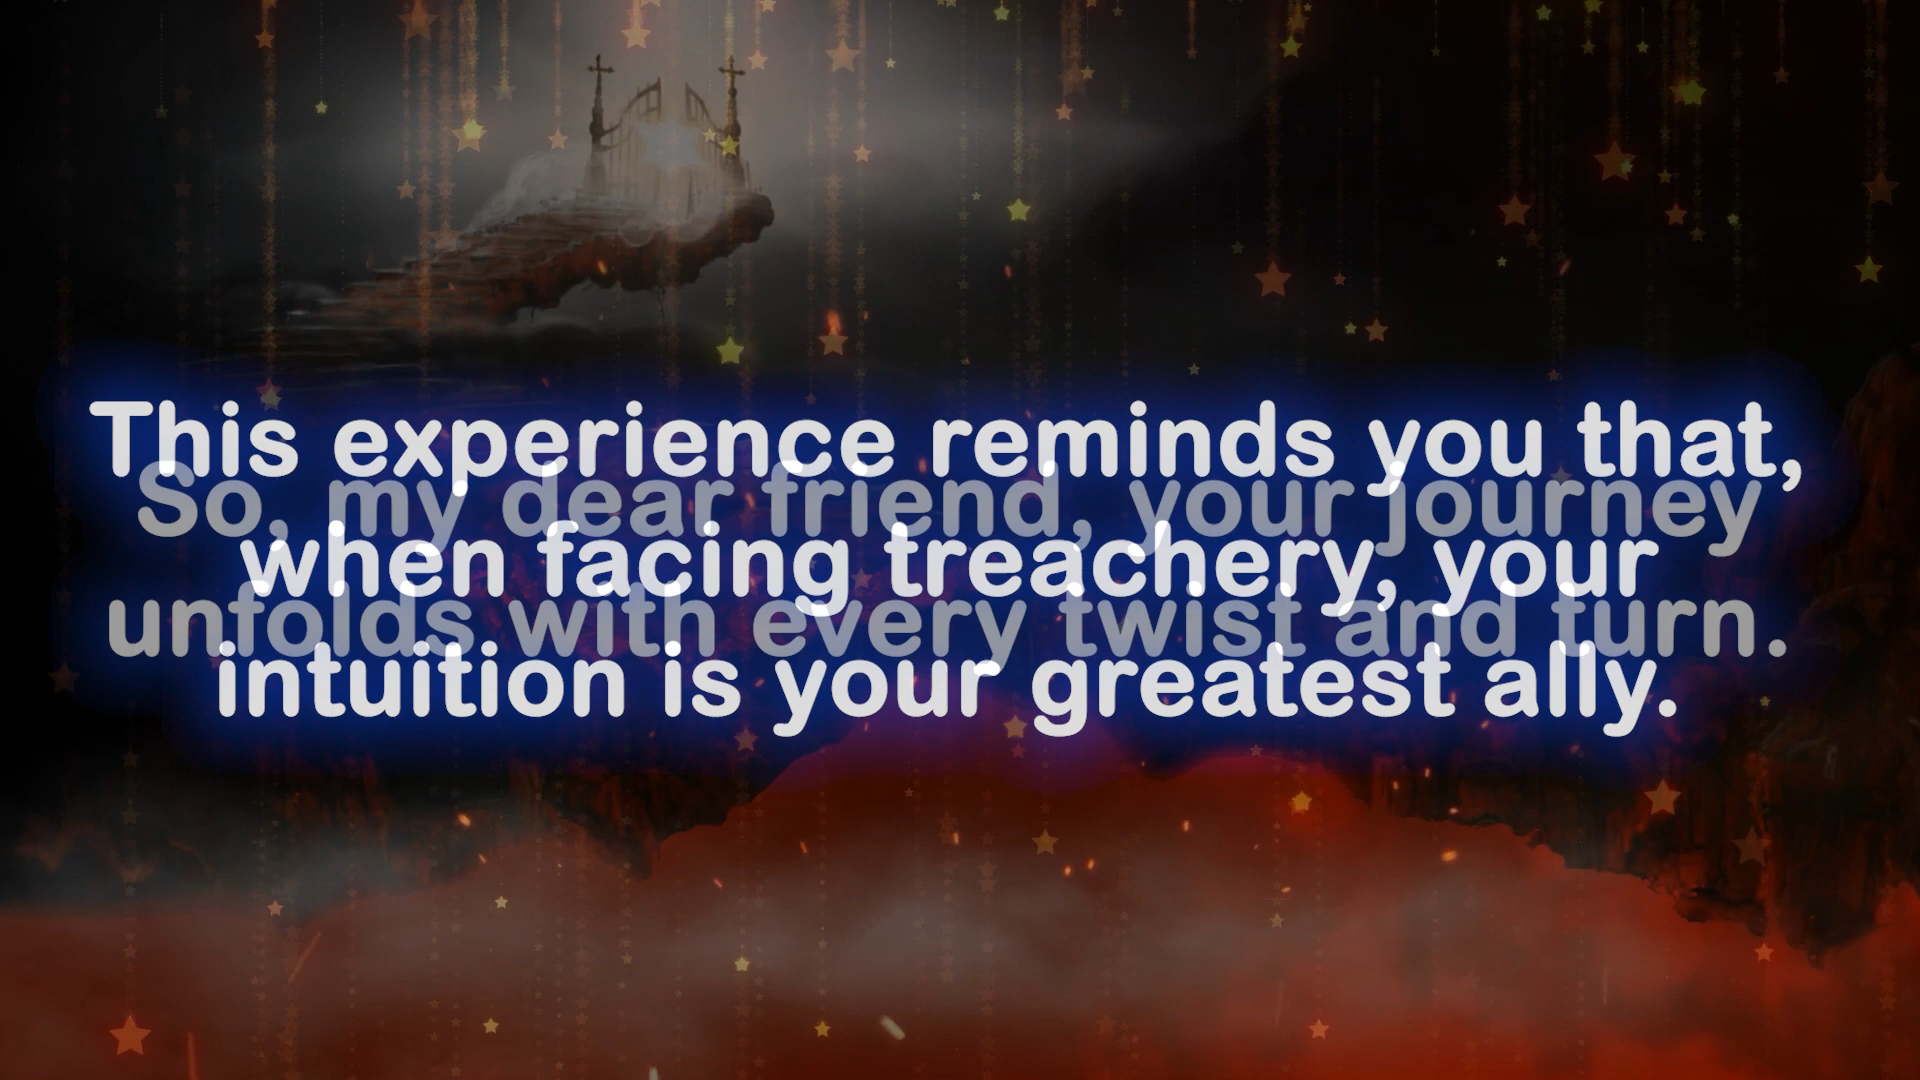 This experience reminds you that,
So, my dear friend, your journey
when facing treachery, your
unfolds with every twist and turn.
intuition is your greatest ally.